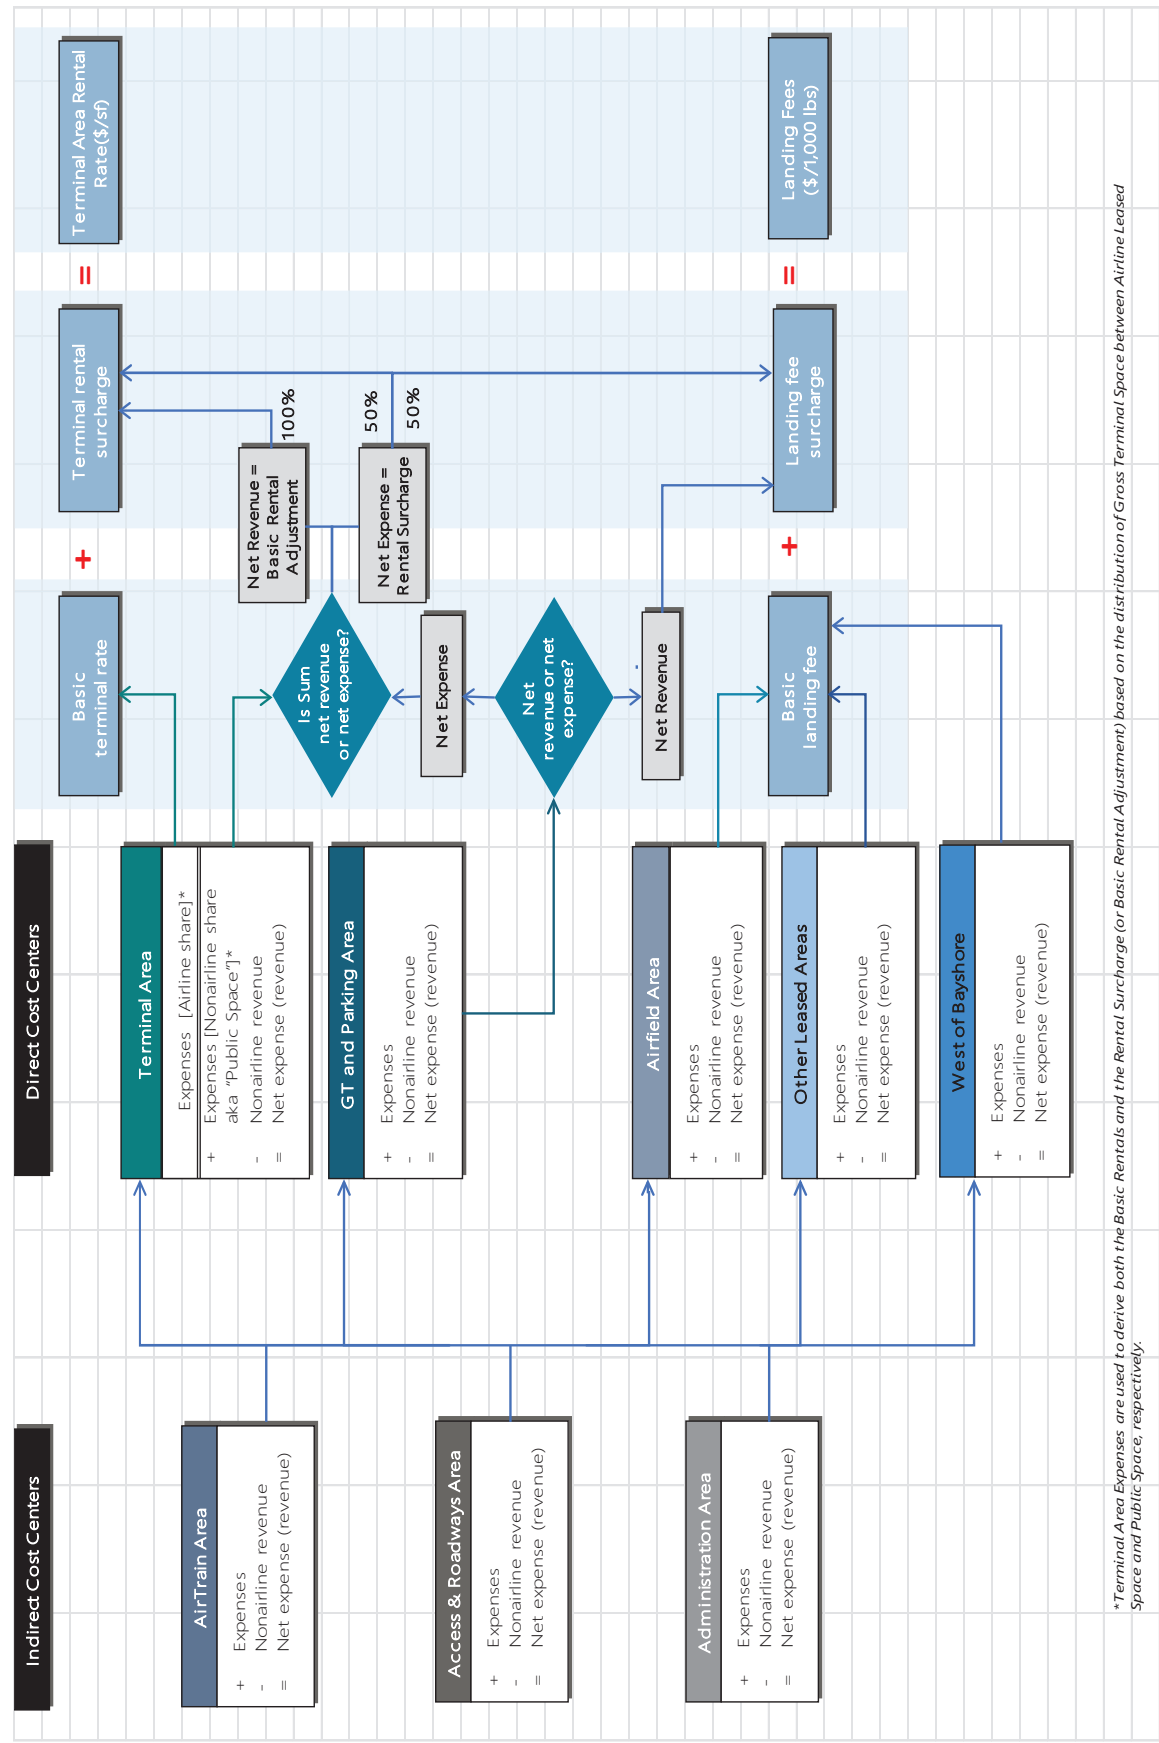 Indirect Cost Centers
AirTrain Area
+ Expenses
- Nonairline revenue
= Net expense (revenue)
Access & Roadways Area
+ Expenses
- Nonairline revenue
= Net expense (revenue)
Administration Area
+ Expenses
- Nonairline revenue
= Net expense (revenue)
Direct Cost Centers
Terminal Area
Expenses [Airline share]*
+ Expenses [Nonairline share
aka “Public Space”]*
- Nonairline revenue
= Net expense (revenue)
GT and Parking Area
+ Expenses
- Nonairline revenue
= Net expense (revenue)
Airfield Area
+ Expenses
- Nonairline revenue
= Net expense (revenue)
Other Leased Areas
+ Expenses
- Nonairline revenue
= Net expense (revenue)
West of Bayshore
+ Expenses
- Nonairline revenue
= Net expense (revenue)
Basic
terminal rate
+
Terminal rental
surcharge
=
Terminal Area Rental
Rate($/sf)
Is Sum
net revenue
or net expense?
Net Revenue =
Basic Rental
Adjustment
100%
Net Expense =
Rental Surcharge
50%
50%
Net Expense
Net
revenue or net
expense?
Net Revenue
Basic
landing fee
+
Landing fee
surcharge
=
Landing Fees
($/1,000 lbs)
*Terminal Area Expenses are used to derive both the Basic Rentals and the Rental Surcharge (or Basic Rental Adjustment) based on the distribution of Gross Terminal Space between Airline Leased
Space and Public Space, respectively.